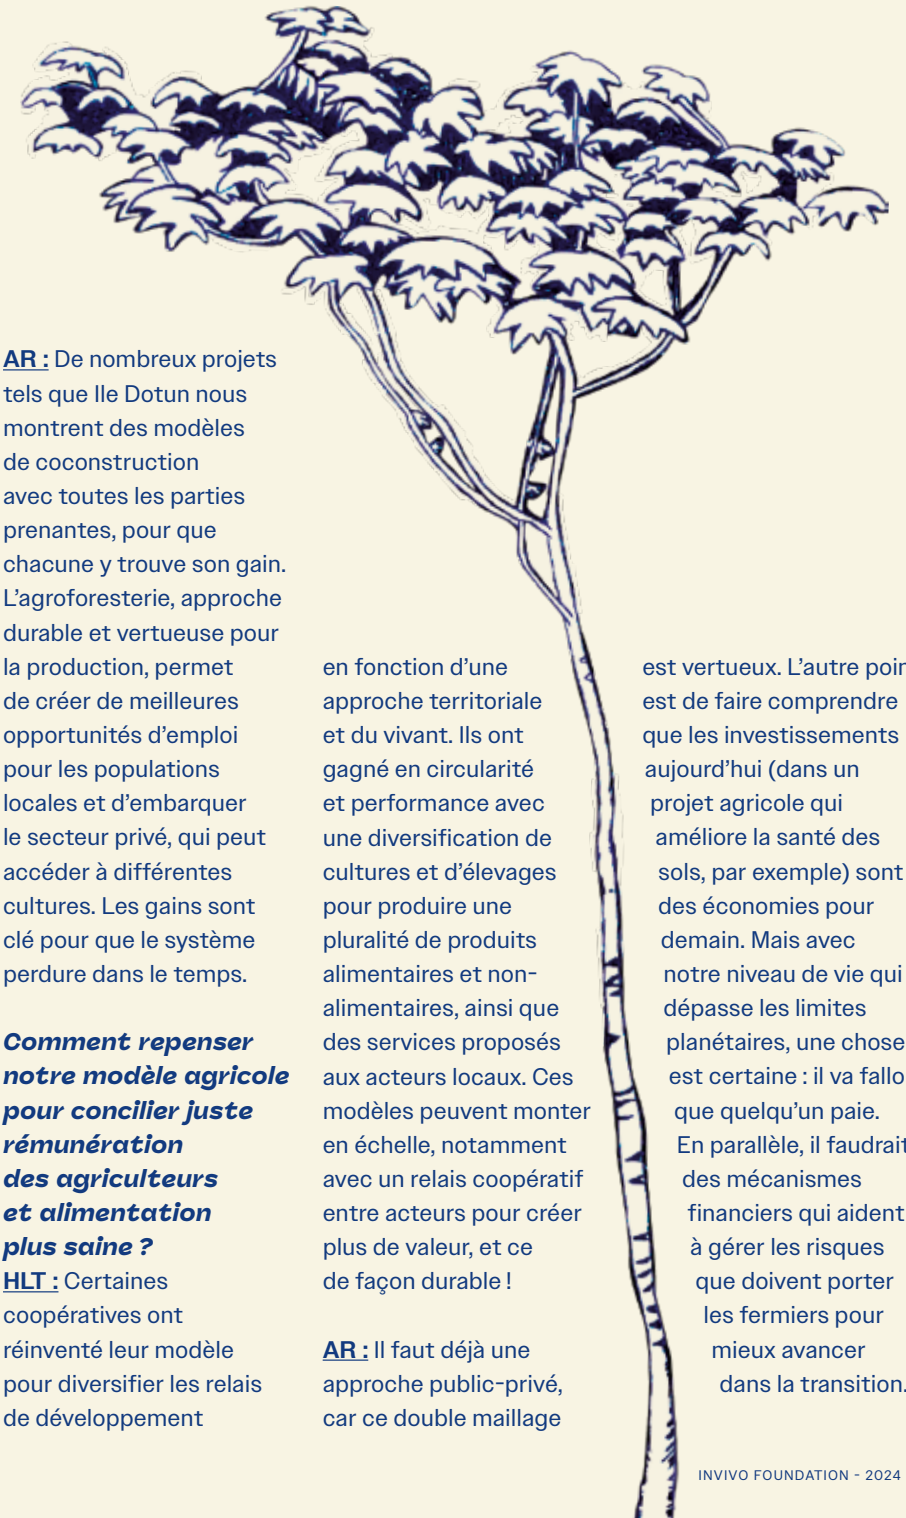 AR : De nombreux projets
tels que Ile Dotun nous
montrent des modèles
de coconstruction
avec toutes les parties
prenantes, pour que
chacune y trouve son gain.
L’agroforesterie, approche
durable et vertueuse pour
la production, permet
de créer de meilleures
opportunités d’emploi
pour les populations
locales et d’embarquer
le secteur privé, qui peut
accéder à différentes
cultures. Les gains sont
clé pour que le système
perdure dans le temps.
Comment repenser
notre modèle agricole
pour concilier juste
rémunération
des agriculteurs
et alimentation
plus saine ?
HLT : Certaines
coopératives ont
réinventé leur modèle
pour diversifier les relais
de développement
en fonction d’une
approche territoriale
et du vivant. Ils ont
gagné en circularité
et performance avec
une diversification de
cultures et d’élevages
pour produire une
pluralité de produits
alimentaires et non-
alimentaires, ainsi que
des services proposés
aux acteurs locaux. Ces
modèles peuvent monter
en échelle, notamment
avec un relais coopératif
entre acteurs pour créer
plus de valeur, et ce
de façon durable !
AR : Il faut déjà une
approche public-privé,
car ce double maillage
est vertueux. L’autre
est de faire comprendre
que les investissements
aujourd’hui (dans un
projet agricole qui
améliore la santé des
sols, par exemple) sont
des économies pour
demain. Mais avec
notre niveau de vie qui
dépasse les limites
planétaires, une chose
est certaine : il va
que quelqu’un paie.
En parallèle, il faudrait
des mécanismes
financiers qui aident
à gérer les risques
que doivent porter
les fermiers pour
mieux avancer
dans la transition.
INVIVO FOUNDATION - 2024